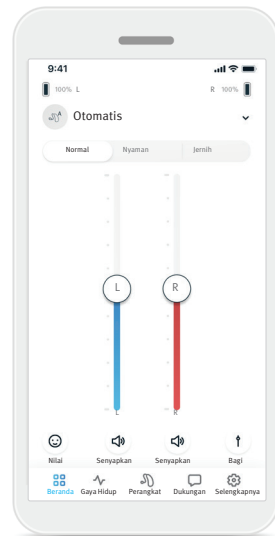 9:41
100% L R 100%
A Otomatis
Normal Nyaman Jernih
L R
L R
Nilai Senyapkan Senyapkan Bagi
Beranda Gaya Hidup Perangkat Dukungan Selengkapnya